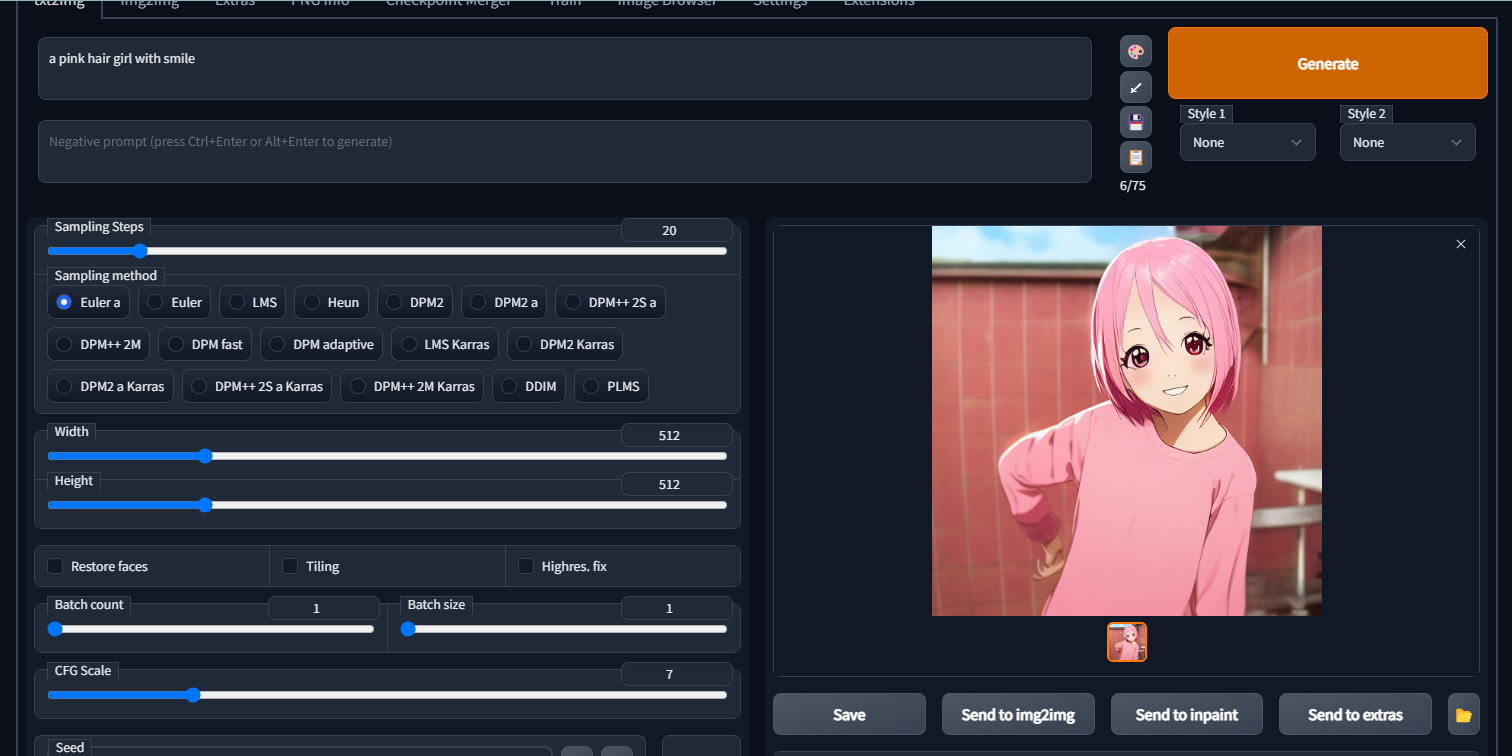 txt2img img2img Extras PNG Info Checkpoint Merger Train Image Browser Settings Extensions
a pink hair girl with smile
Generate
Negative prompt (press Ctrl+Enter or Alt+Enter to generate)
Style 1 Style 2
None None
6/75
Sampling Steps 20
Sampling method
Euler a Euler LMS Heun DPM2 DPM2 a DPM++ 2S a
DPM++ 2M DPM fast DPM adaptive LMS Karras DPM2 Karras
DPM2 a Karras DPM++ 2S a Karras DPM++ 2M Karras DDIM PLMS
Width 512
Height 512
Restore faces Tiling Highres. fix
Batch count 1 Batch size 1
CFG Scale 7
Save Send to img2img Send to inpaint Send to extras
Seed